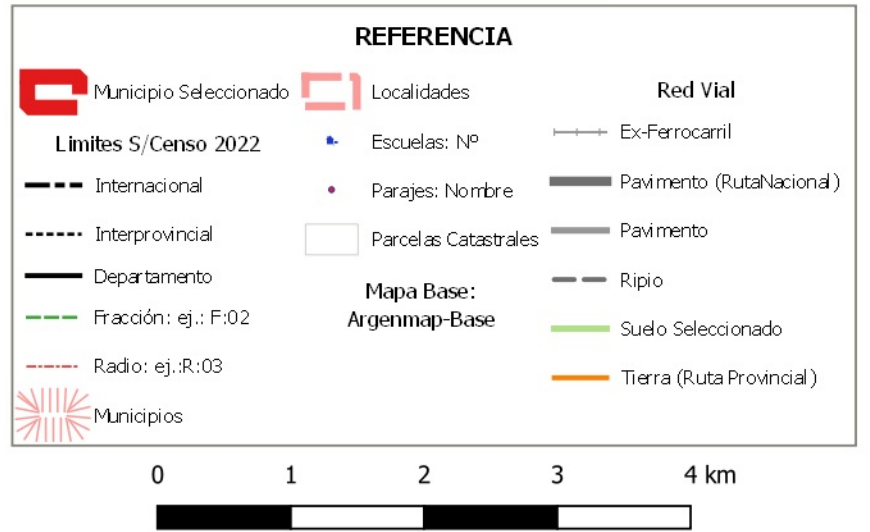 REFERENCIA
Municipio Seleccionado
Limites S/Censo 2022
Internacional
Interprovincial
Departamento
Fracción: ej.: F:02
Radio: ej.:R:03
Municipios
Localidades
Escuelas: Nº
Parajes: Nombre
Parcelas Catastrales
Mapa Base:
Argenmap-Base
Red Vial
Ex-Ferrocarril
Pavimento (RutaNacional)
Pavimento
Ripio
Suelo Seleccionado
Tierra (Ruta Provincial)
0 1 2 3 4 km